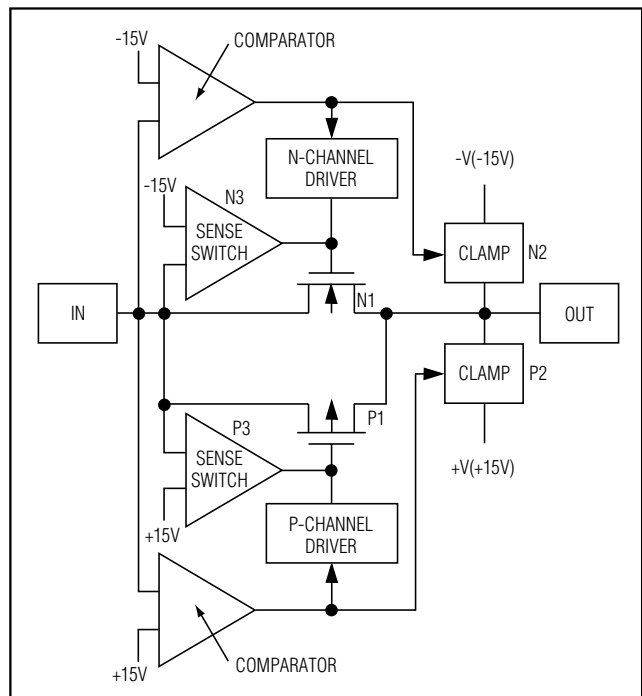 -15V
COMPARATOR
N-CHANNEL
DRIVER
-V(-15V)
-15V
N3
SENSE
SWITCH
CLAMP
N2
N1
IN
OUT
CLAMP
P2
P1
P3
SENSE
SWITCH
+V(+15V)
+15V
P-CHANNEL
DRIVER
+15V
COMPARATOR